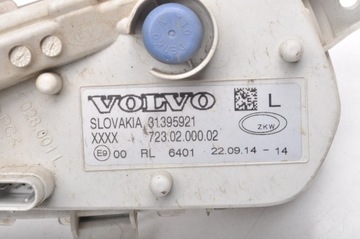 VOLVO L
SLOVAKIA 31395921
XXXX 723.02.000.02
ZKW
E9 00 RL 6401 22.09.14 - 14